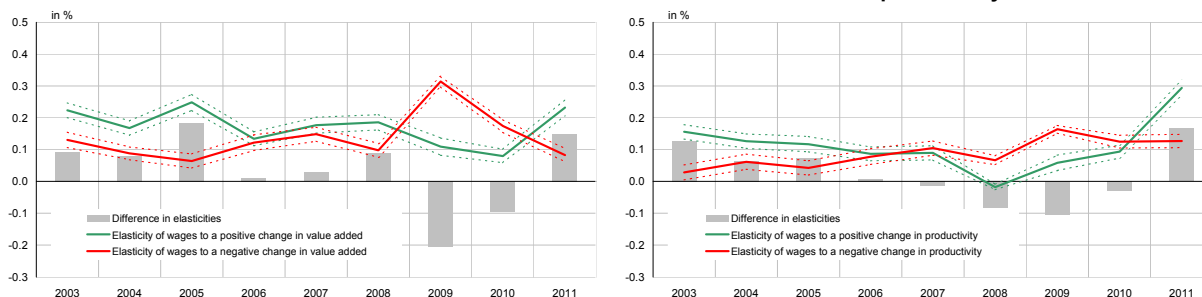 in %
0.5
0.4
0.3
0.2
0.1
0.0
-0.1
-0.2
-0.3
Difference in elasticities
Elasticity of wages to a positive change in value added
Elasticity of wages to a negative change in value added
2003 2004 2005 2006 2007 2008 2009 2010 2011
in %
0.5
0.4
0.3
0.2
0.1
0.0
-0.1
-0.2
-0.3
Difference in elasticities
Elasticity of wages to a positive change in productivity
Elasticity of wages to a negative change in productivity
2003 2004 2005 2006 2007 2008 2009 2010 2011